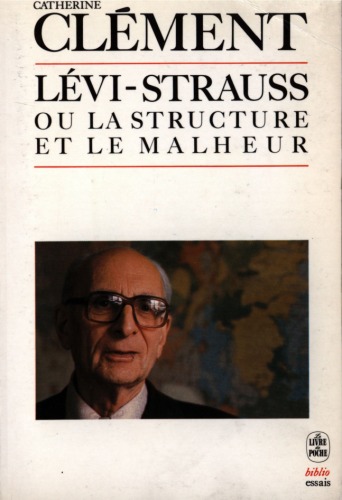 CATHERINE
CLÉMENT
LÉVI-STRAUSS
OU LA STRUCTURE
ET LE MALHEUR
LE LIVRE
DE POCHE
biblio
essais